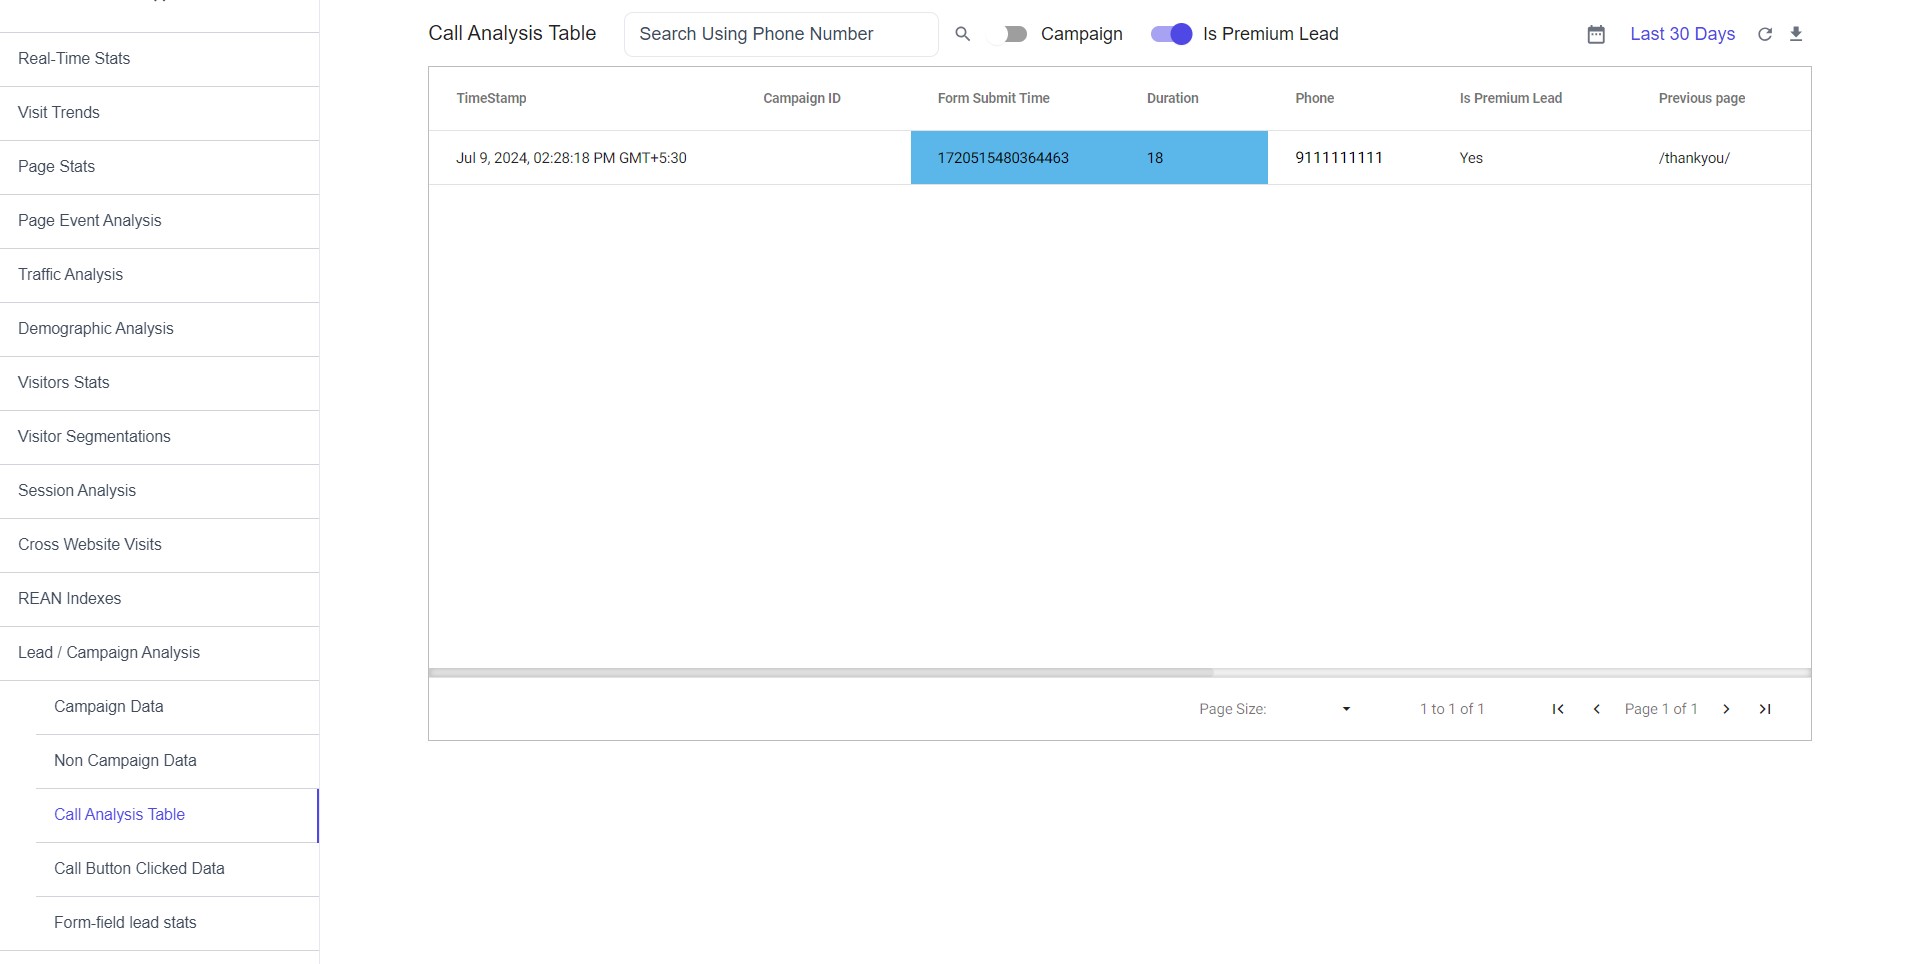 Real-Time Stats
Visit Trends
Page Stats
Page Event Analysis
Traffic Analysis
Demographic Analysis
Visitors Stats
Visitor Segmentations
Session Analysis
Cross Website Visits
REAN Indexes
Lead / Campaign Analysis
Campaign Data
Non Campaign Data
Call Analysis Table
Call Button Clicked Data
Form-field lead stats
Call Analysis Table Search Using Phone Number Campaign Is Premium Lead Last 30 Days
TimeStamp Campaign ID Form Submit Time Duration Phone Is Premium Lead Previous page
Jul 9, 2024, 02:28:18 PM GMT+5:30 1720515480364463 18 9111111111 Yes /thankyou/
Page Size: 1 to 1 of 1 Page 1 of 1